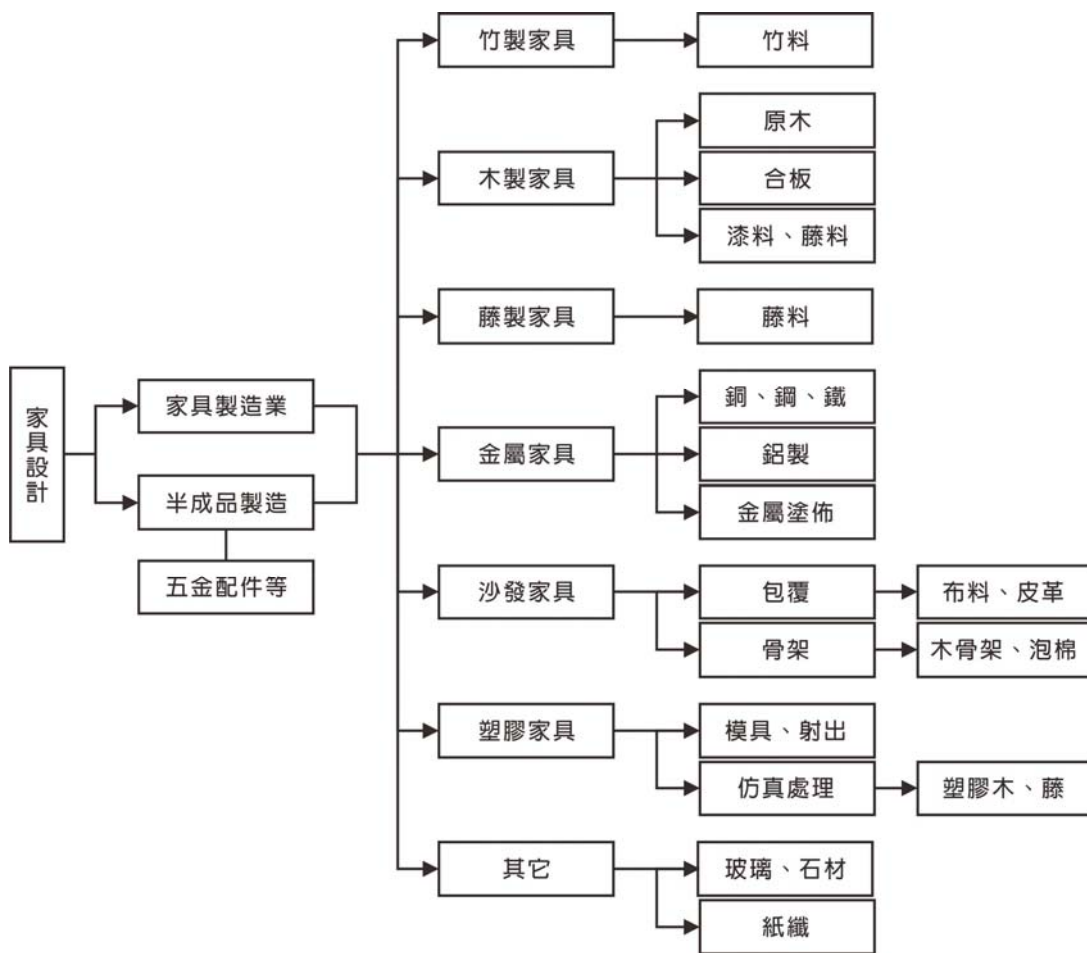 家具設計
家具製造業
半成品製造
五金配件等
竹製家具
竹料
木製家具
原木
合板
漆料、藤料
藤製家具
藤料
金屬家具
銅、鋼、鐵
鋁製
金屬塗佈
沙發家具
包覆
布料、皮革
骨架
木骨架、泡棉
塑膠家具
模具、射出
仿真處理
塑膠木、藤
其它
玻璃、石材
紙纖